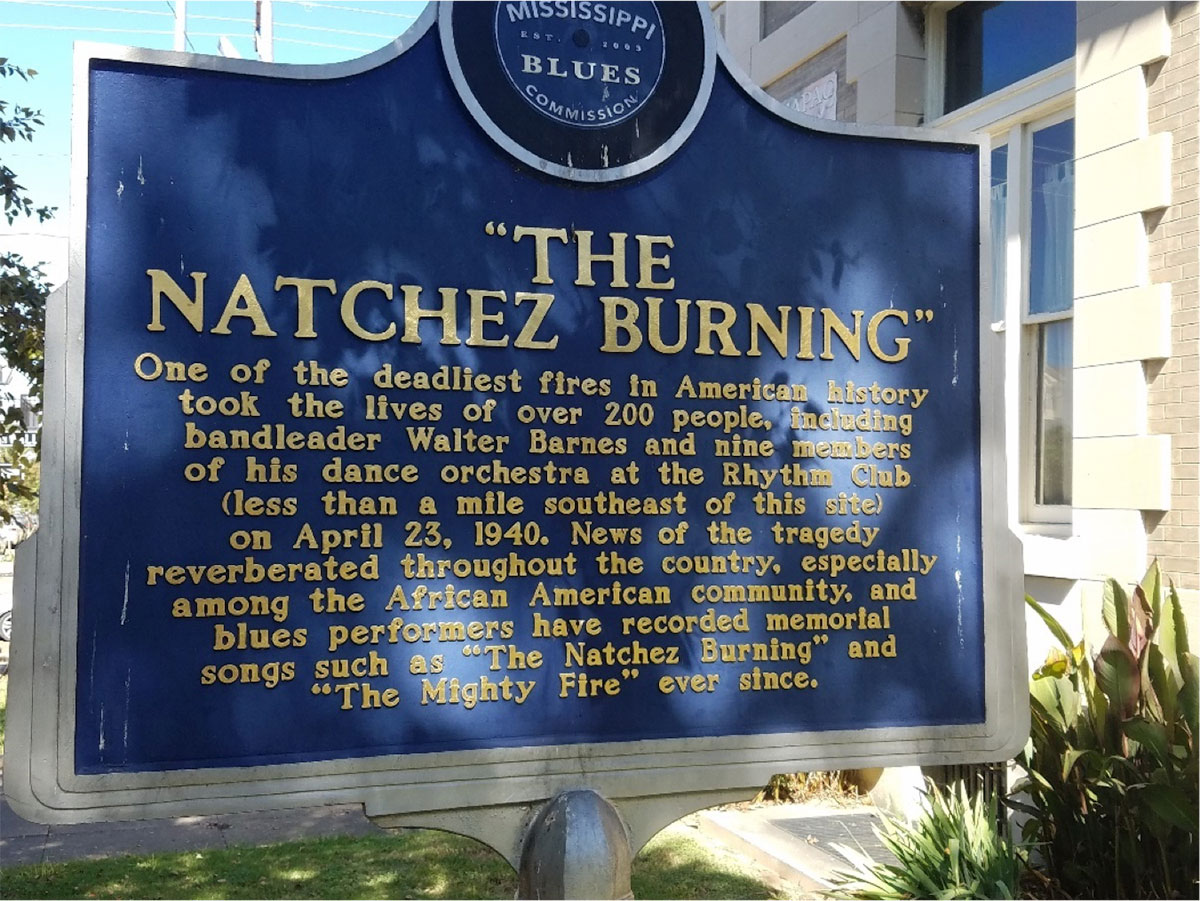 MISSISSIPPI
EST. 2005
BLUES
COMMISSION
"THE
NATCHEZ BURNING"
One of the deadliest fires in American history
took the lives of over 200 people, including
bandleader Walter Barnes and nine members
of his dance orchestra at the Rhythm Club
(less than a mile southeast of this site)
on April 23, 1940. News of the tragedy
reverberated throughout the country, especially
among the African American community, and
blues performers have recorded memorial
songs such as "The Natchez Burning" and
"The Mighty Fire" ever since.